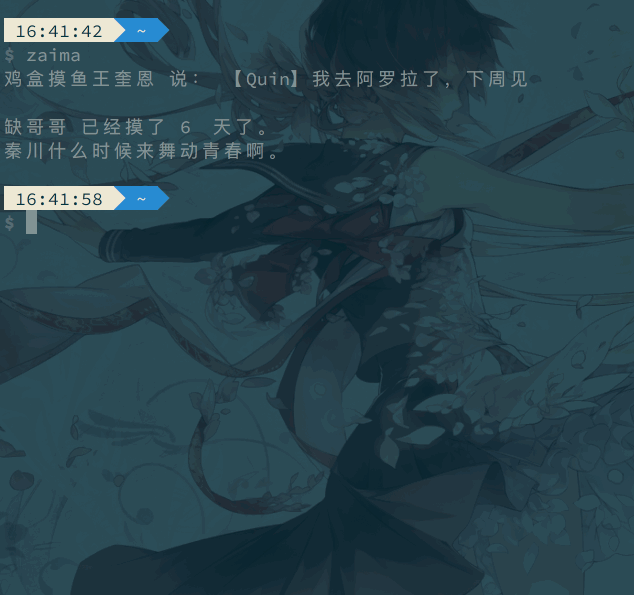 16:41:42 ~
$ zaima
鸡盒摸鱼王奎恩 说： 【Quin】我去阿罗拉了，下周见
缺哥哥 已经摸了 6 天了。
秦川什么时候来舞动青春啊。
16:41:58 ~
$